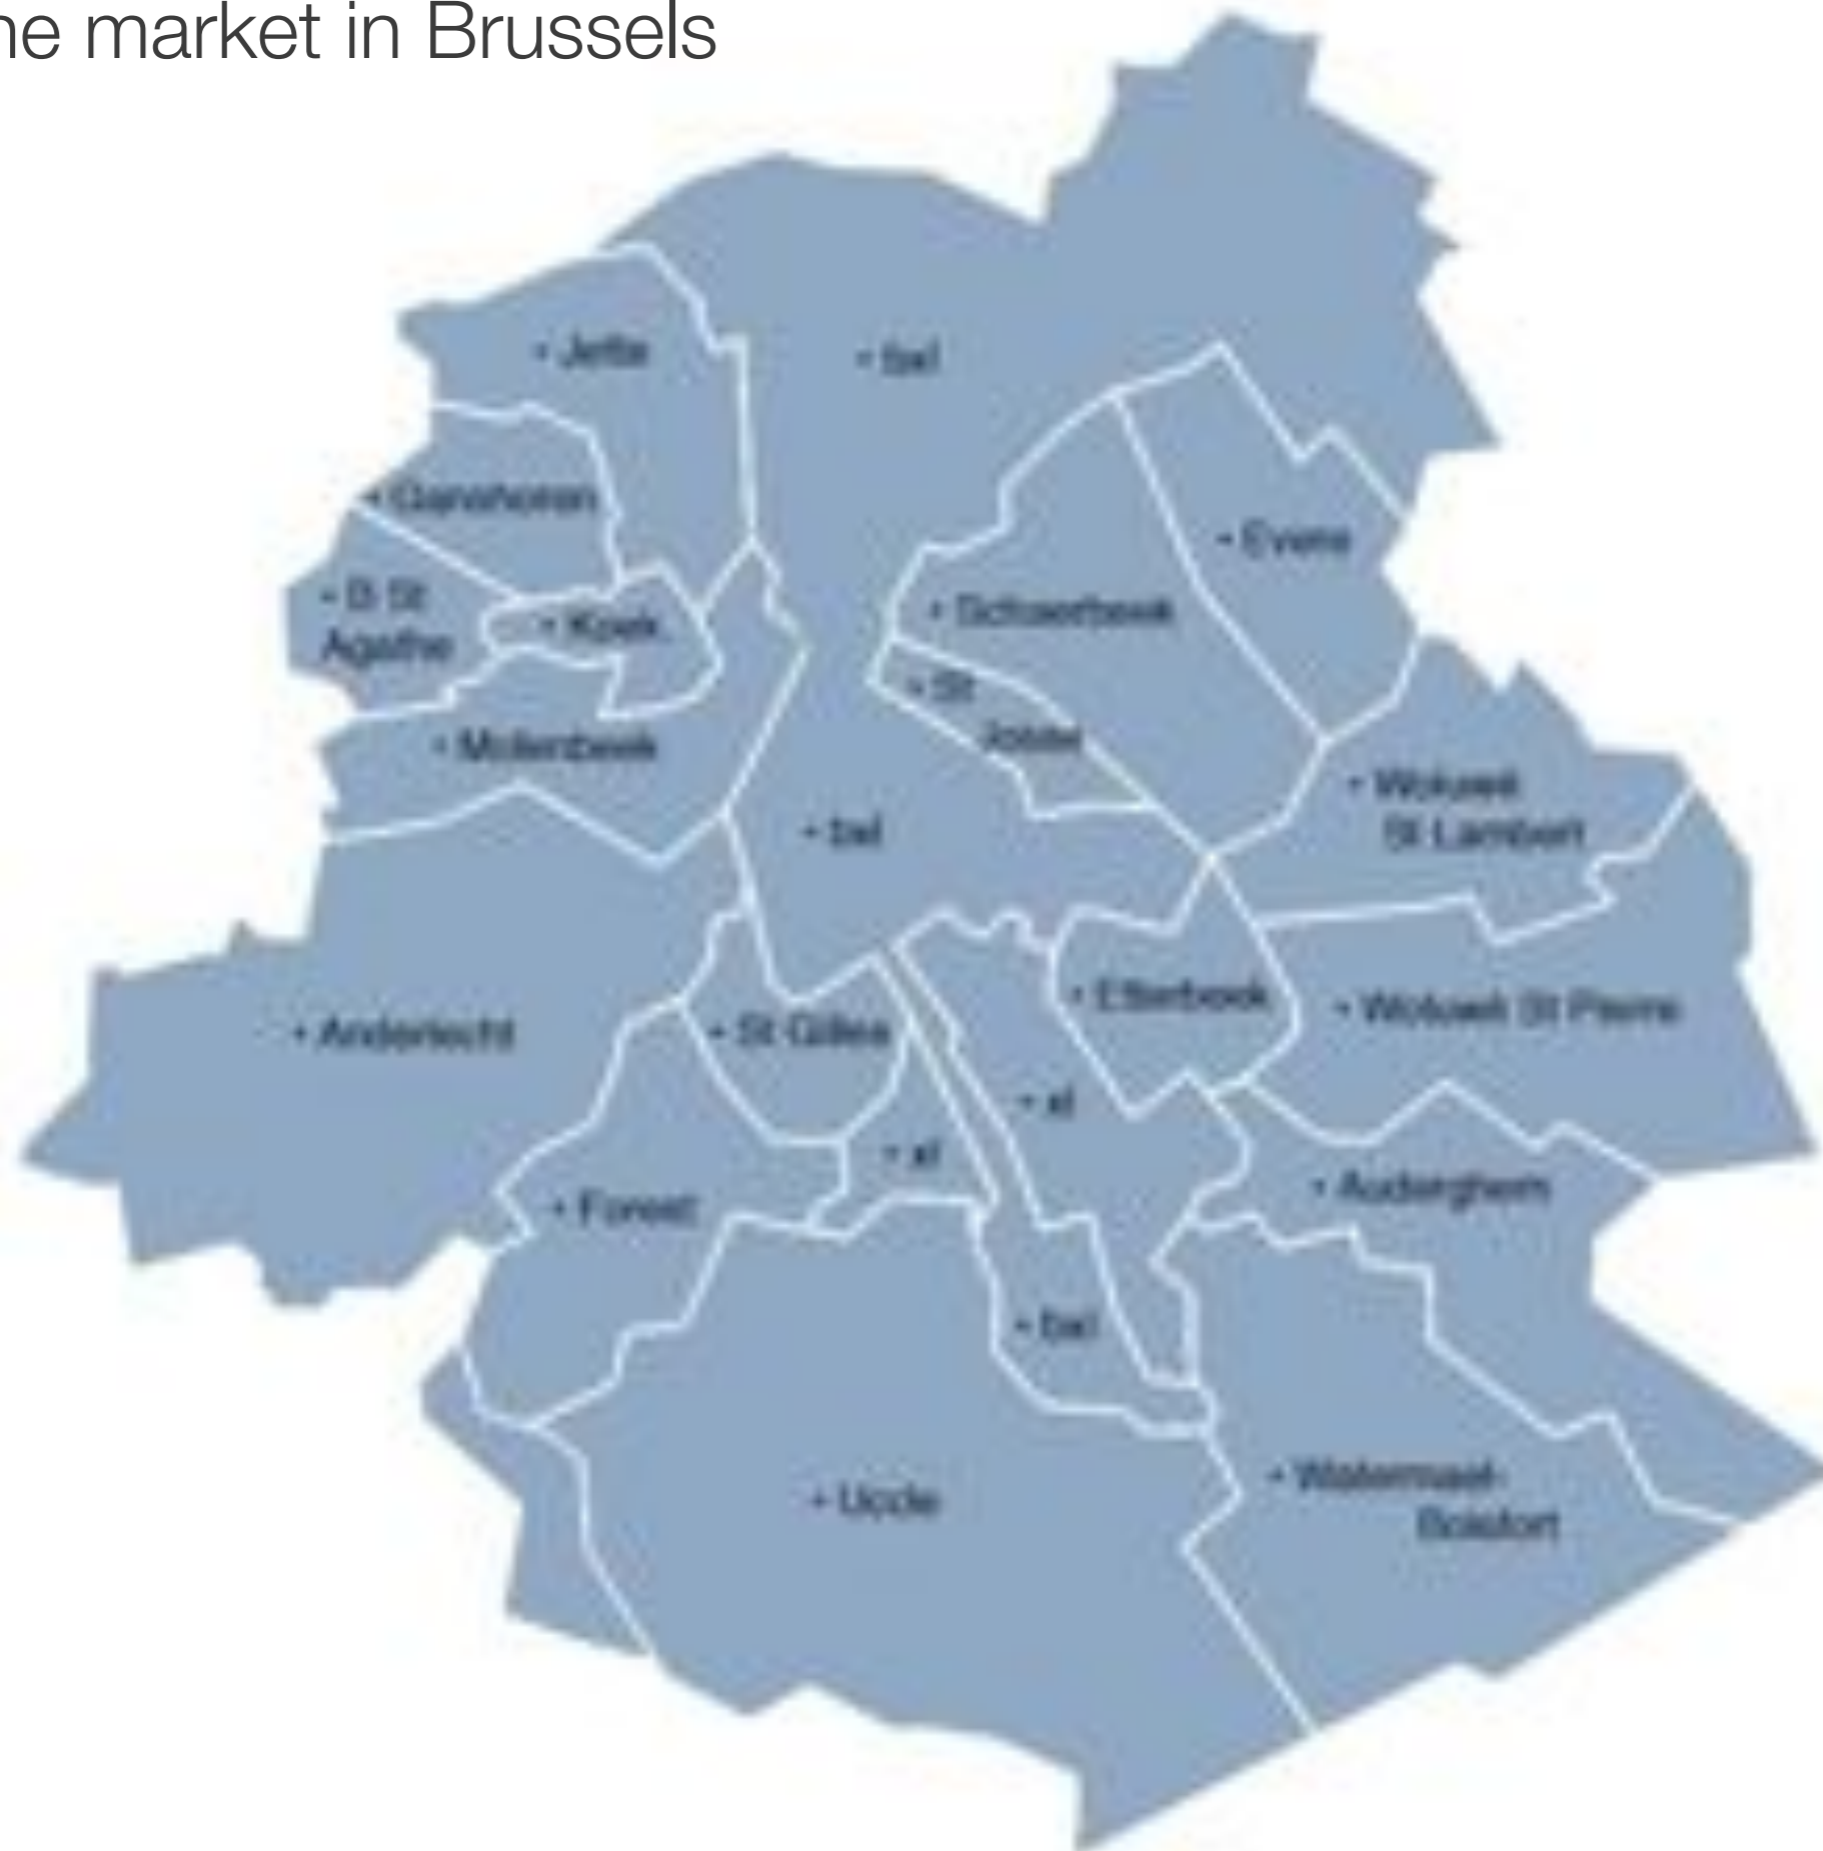 ne market in Brussels
• Jette
• bxl
• Ganshoren
• Evere
• B St
Agathe
• Koek.
• Schaerbeek
• St
Josse
• Molenbeek
• Woluwé
St Lambert
• bxl
• Etterbeek
• Woluwé St Pierre
• Anderlecht
• St Gilles
• xl
• xl
• Auderghem
• Forest
• bxl
• Watermael-
Boisfort
• Uccle